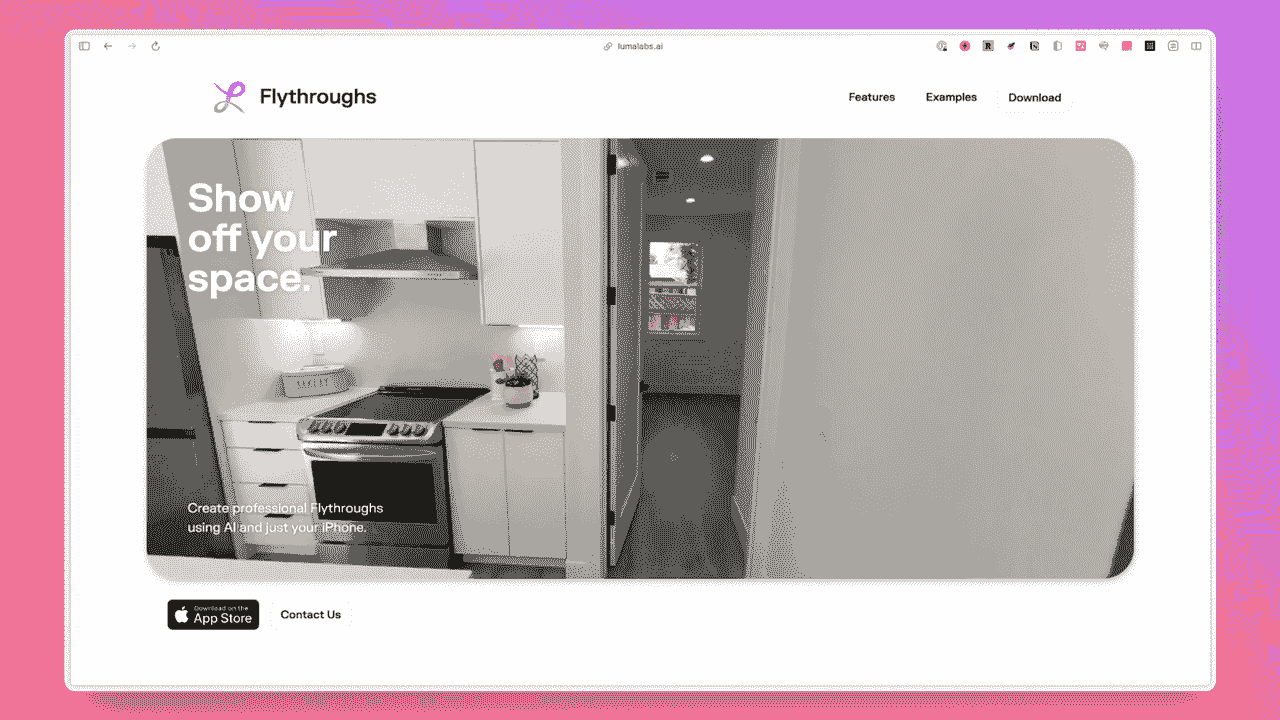 lumalabs.ai
Flythroughs
Features
Examples
Download
Show
off your
space.
Create professional Flythroughs
using AI and just your iPhone.
Download on the
App Store
Contact Us